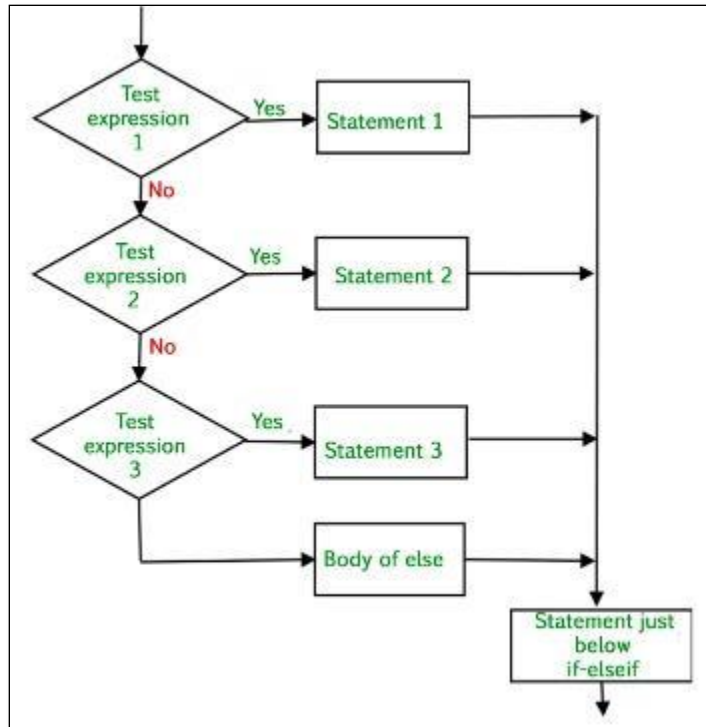 Test
expression
1
Yes
Statement 1
No
Test
expression
2
Yes
Statement 2
No
Test
expression
3
Yes
Statement 3
Body of else
Statement just
below
if-elseif